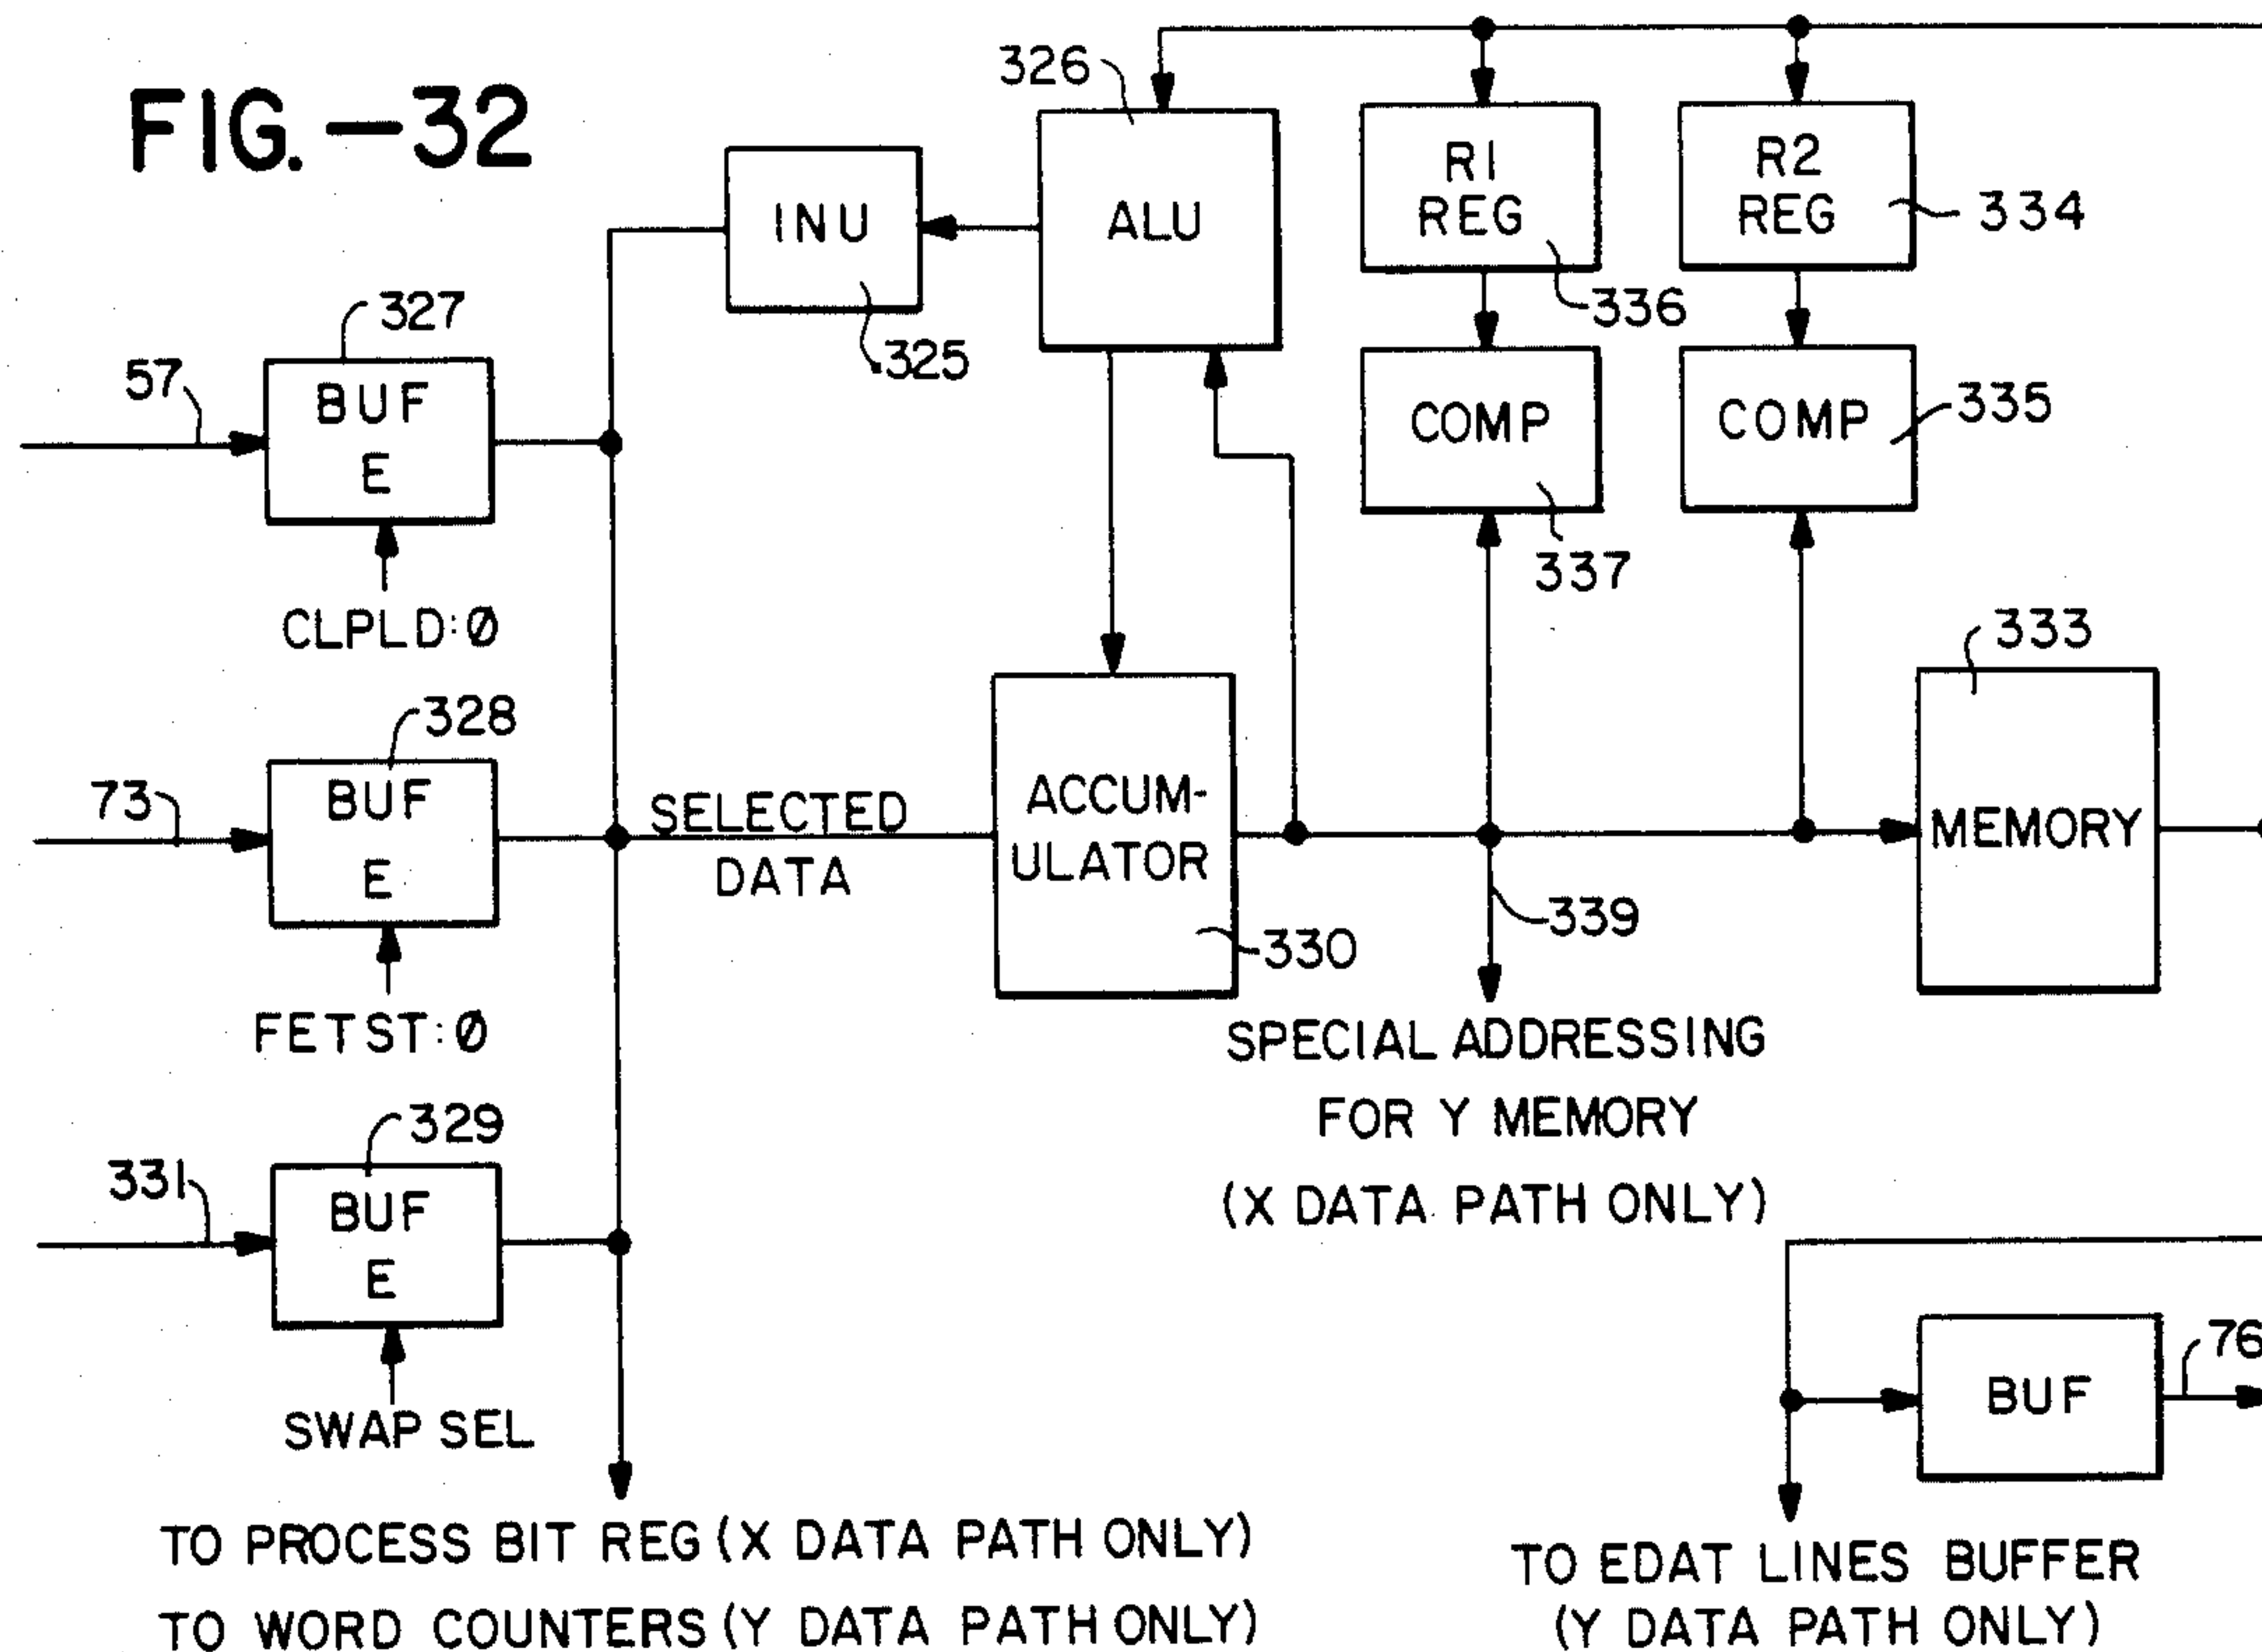 FIG.-32
326
INU
325
ALU
R1
REG
336
R2
REG
334
327
57
BUF
E
CLPLD:Ø
COMP
337
COMP
335
328
73
BUF
E
FETST:Ø
SELECTED
DATA
ACCUM-
ULATOR
330
339
333
MEMORY
SPECIAL ADDRESSING
FOR Y MEMORY
(X DATA PATH ONLY)
329
331
BUF
E
SWAP SEL
BUF
76
TO PROCESS BIT REG (X DATA PATH ONLY)
TO WORD COUNTERS (Y DATA PATH ONLY)
TO EDAT LINES BUFFER
(Y DATA PATH ONLY)